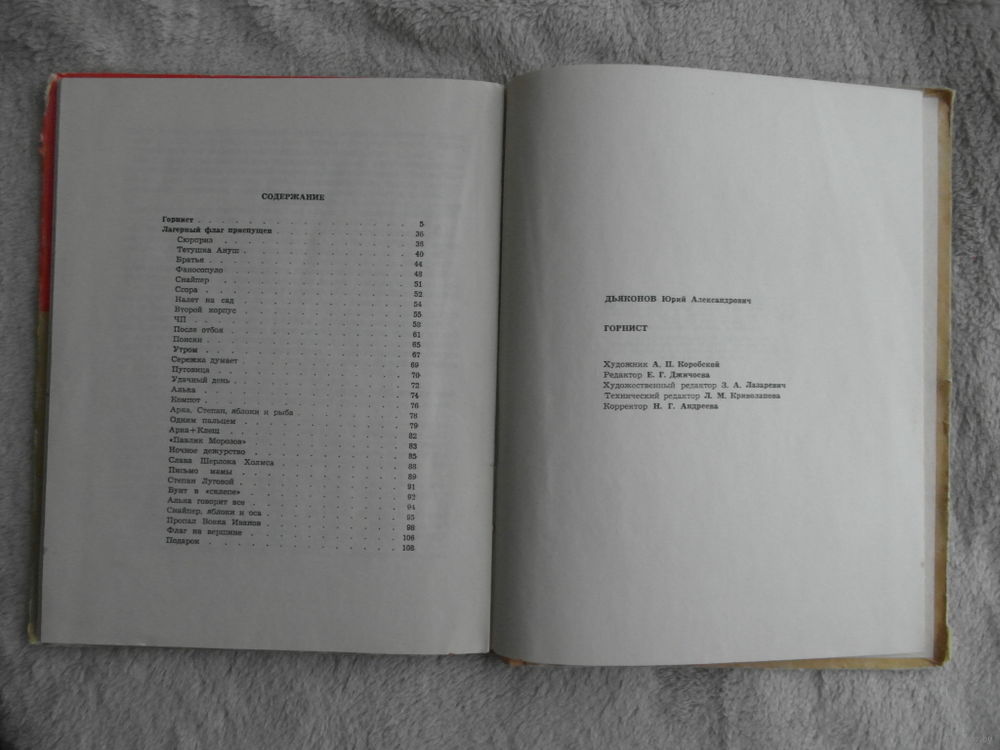 СОДЕРЖАНИЕ
Горнист 5
Лагерный флаг приспущен 36
Сюрприз 38
Тетушка Ануш 40
Братья 44
Фаносопуло 48
Снайпер 51
Ссора 52
Налет на сад 54
Второй корпус 55
ЧП 58
После отбоя 61
Поиски 65
Утром 67
Сережка думает 69
Пуговица 70
Удачный день 72
Алька 74
Компот 76
Арка, Степан, яблоки и рыба 78
Одним пальцем 79
Арка+Клещ 82
«Павлик Морозов» 83
Ночное дежурство 85
Слава Шерлока Холмса 88
Письмо мамы 89
Степан Луговой 91
Бунт в «склепе» 92
Алька говорит все 94
Снайпер, яблоки и оса 95
Пропал Вовка Иванов 98
Флаг на вершине 106
Подарок 108
ДЬЯКОНОВ Юрий Александрович
ГОРНИСТ
Художник А. П. Коробской
Редактор Е. Г. Джичоева
Художественный редактор З. А. Лазаревич
Технический редактор Л. М. Криволапова
Корректор Н. Г. Андреева